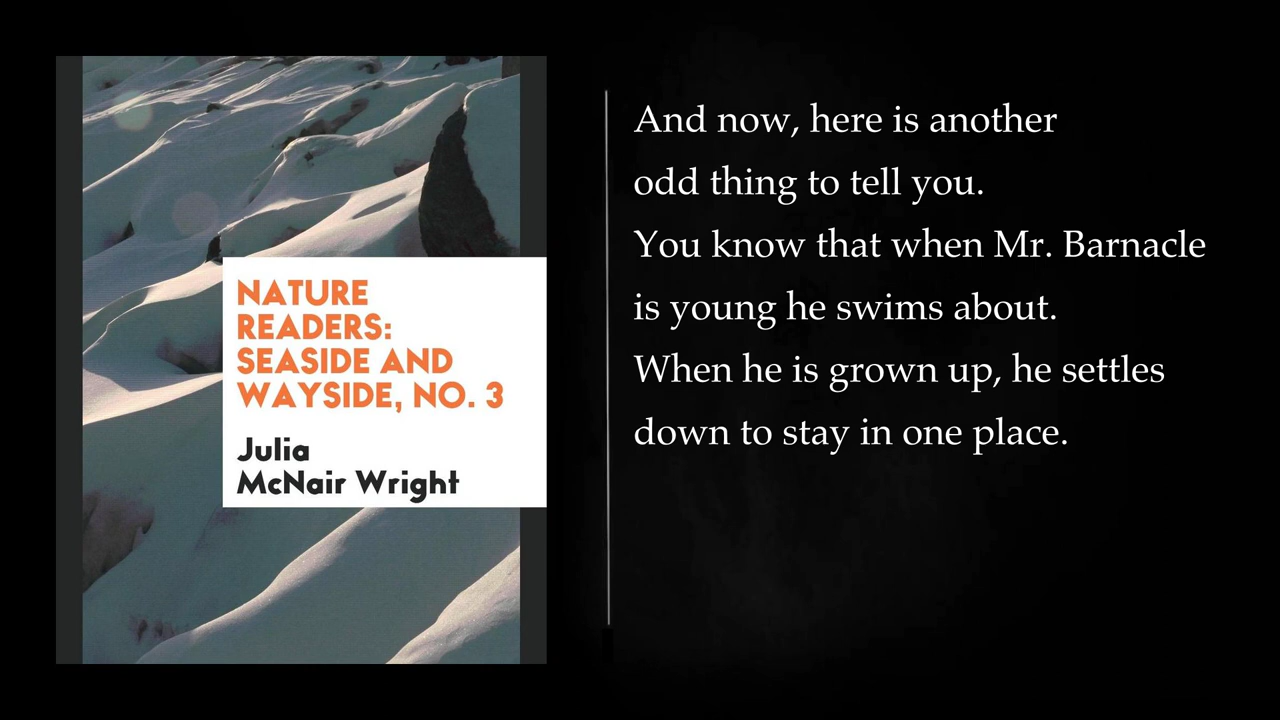 NATURE
READERS:
SEASIDE AND
WAYSIDE, NO. 3
Julia
McNair Wright
And now, here is another
odd thing to tell you.
You know that when Mr. Barnacle
is young he swims about.
When he is grown up, he settles
down to stay in one place.